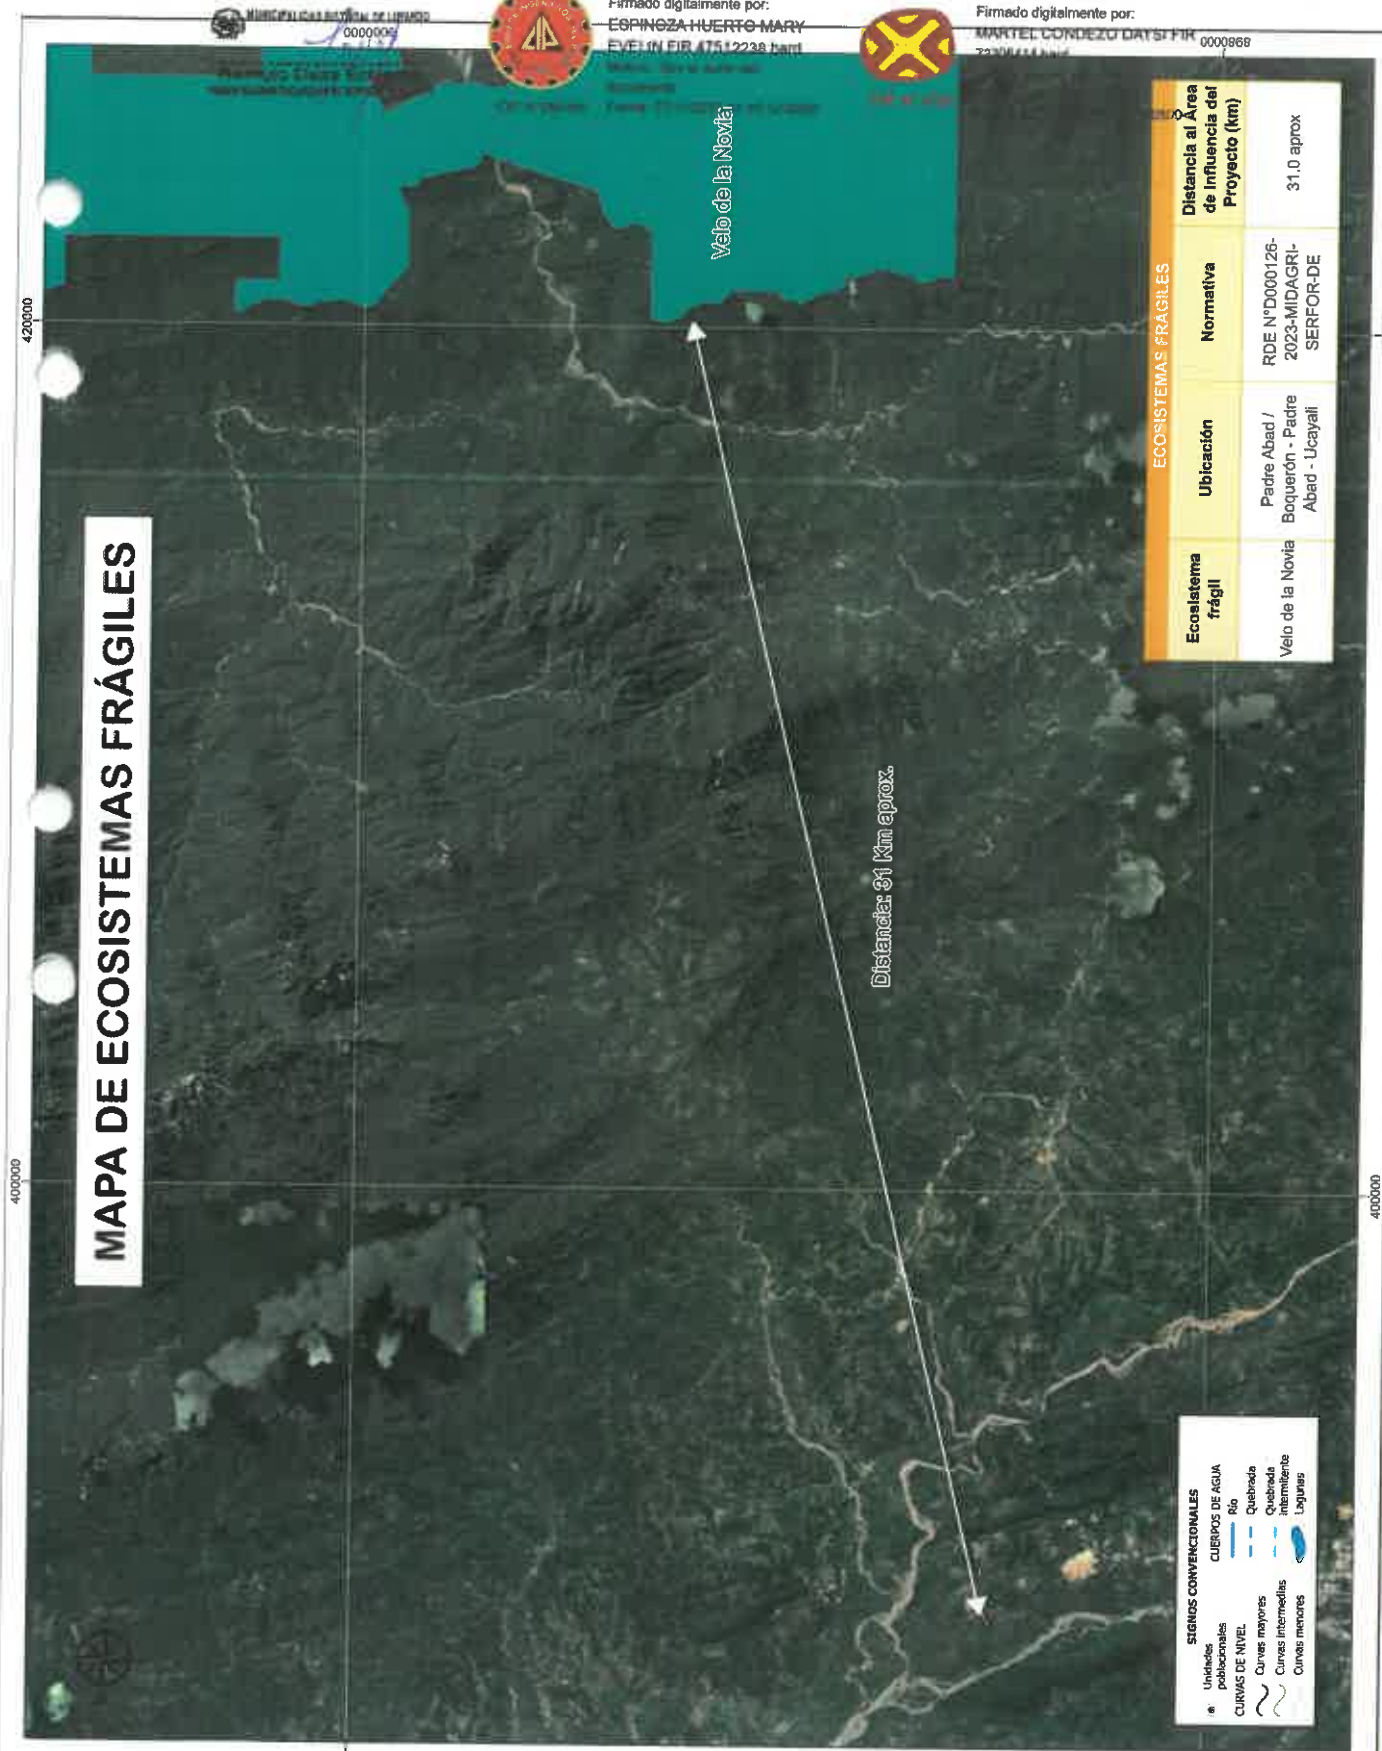 Firmado digitalmente por:
ESPINOZA HUERTO MARY
EVELIN FIR 47512238 hard
Firmado digitalmente por:
MARTEL CONDEZO DAYSI FIR
MUNICIPALIDAD DISTRITAL DE
MAPA DE ECOSISTEMAS FRÁGILES
400000
420000
400000
Velo de la Novia
Distancia: 31 Km aprox.
ECOSISTEMAS FRÁGILES
Ecosistema frágil
Ubicación
Normativa
Distancia al Área de Influencia del Proyecto (km)
Velo de la Novia
Padre Abad / Boquerón - Padre Abad - Ucayali
RDE N°D000126-2023-MIDAGRI-SERFOR-DE
31.0 aprox
SIGNOS CONVENCIONALES
Unidades poblacionales
CURVAS DE NIVEL
Curvas mayores
Curvas intermedias
Curvas menores
CUERPOS DE AGUA
Río
Quebrada
Quebrada intermitente
Lagunas